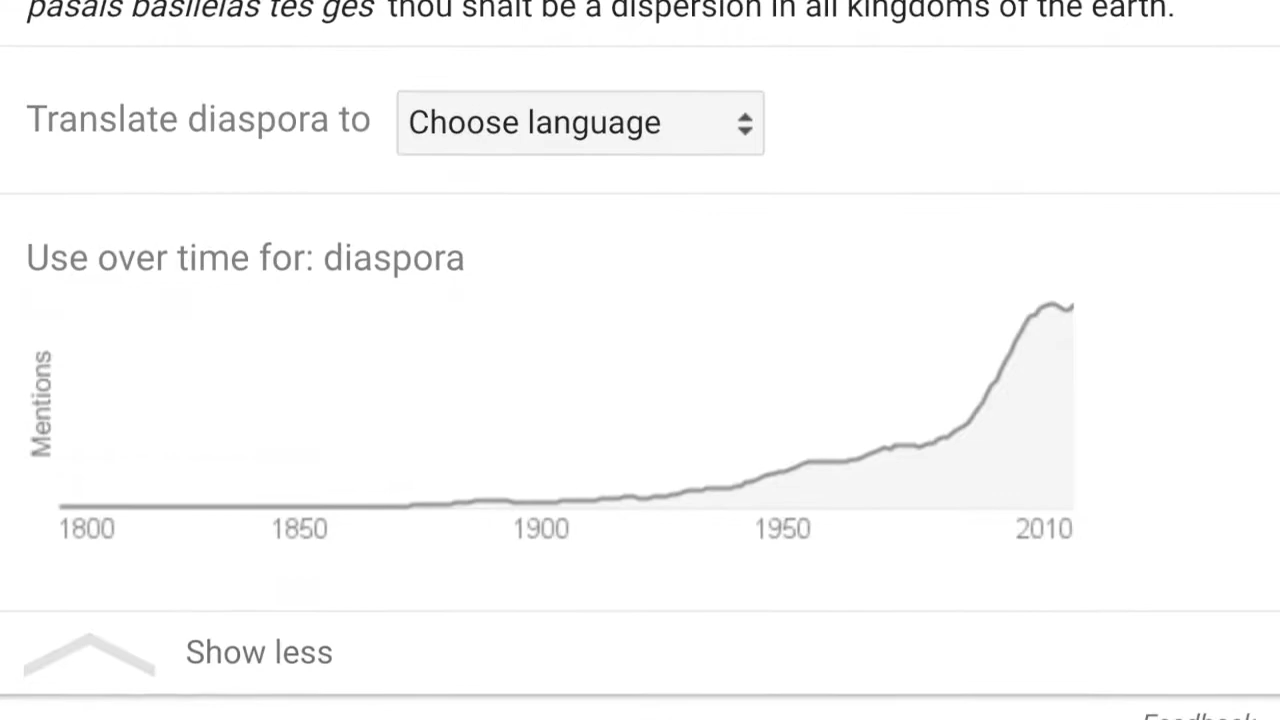 pasais basileias tes ges thou shalt be a dispersion in all kingdoms of the earth.
Translate diaspora to
Choose language
Use over time for: diaspora
Mentions
1800 1850 1900 1950 2010
Show less
Feedback